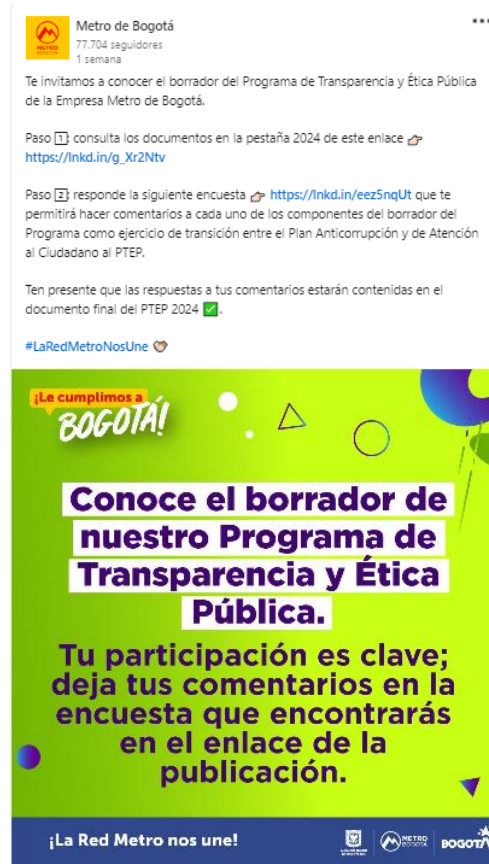 Metro de Bogotá
77.704 seguidores
1 semana
Te invitamos a conocer el borrador del Programa de Transparencia y Ética Pública
de la Empresa Metro de Bogotá.
Paso 1️⃣: consulta los documentos en la pestaña 2024 de este enlace 👉🏻
https://lnkd.in/g_Xr2Ntv
Paso 2️⃣: responde la siguiente encuesta 👉🏻 https://lnkd.in/eez5nqUt que te
permitirá hacer comentarios a cada uno de los componentes del borrador del
Programa como ejercicio de transición entre el Plan Anticorrupción y de Atención
al Ciudadano al PTEP.
Ten presente que las respuestas a tus comentarios estarán contenidas en el
documento final del PTEP 2024 ✅.
#LaRedMetroNosUne
¡Le cumplimos a
BOGOTÁ!
Conoce el borrador de
nuestro Programa de
Transparencia y Ética
Pública.
Tu participación es clave;
deja tus comentarios en la
encuesta que encontrarás
en el enlace de la
publicación.
¡La Red Metro nos une!
METRO
BOGOTÁ
BOGOTÁ